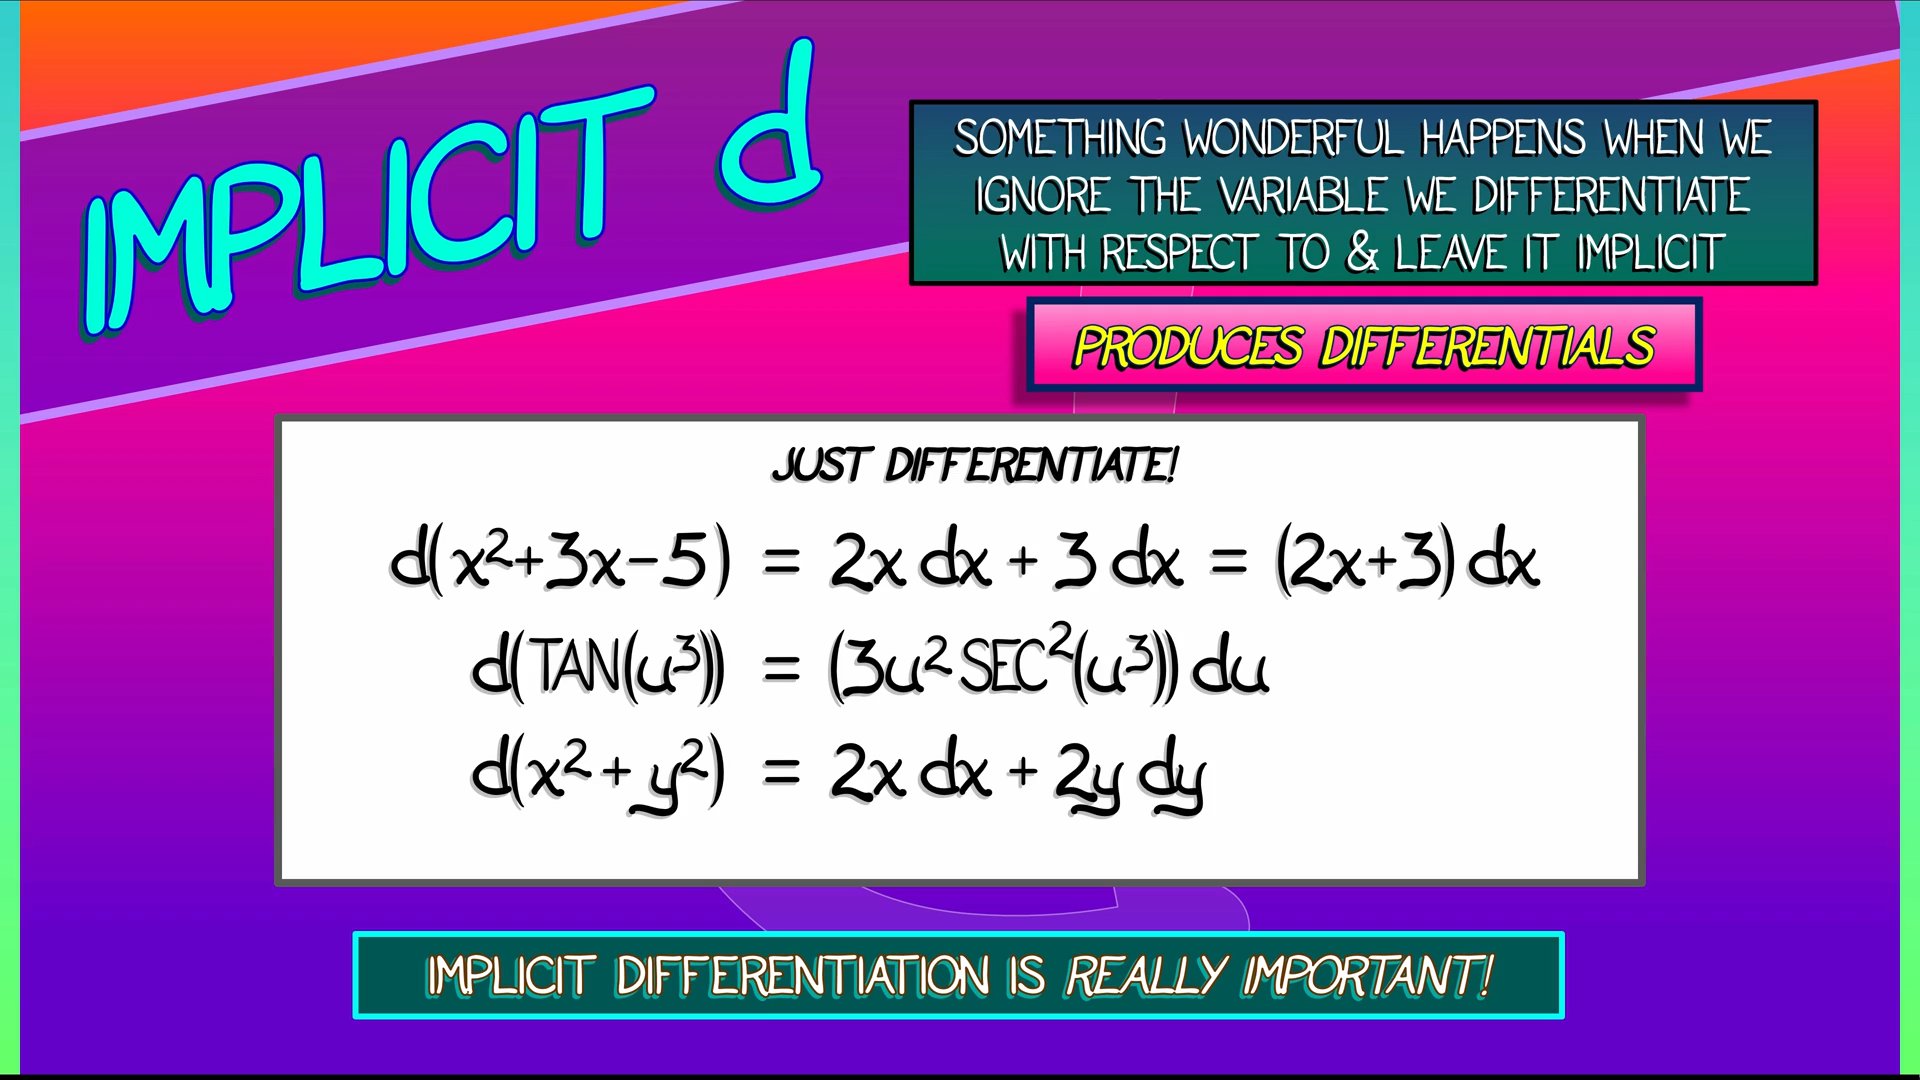 IMPLICIT d
SOMETHING WONDERFUL HAPPENS WHEN WE
IGNORE THE VARIABLE WE DIFFERENTIATE
WITH RESPECT TO & LEAVE IT IMPLICIT
PRODUCES DIFFERENTIALS
JUST DIFFERENTIATE!
d(x²+3x-5) = 2x dx + 3 dx = (2x+3) dx
d(TAN(u³)) = (3u² SEC²(u³)) du
d(x²+y²) = 2x dx + 2y dy
IMPLICIT DIFFERENTIATION IS REALLY IMPORTANT!